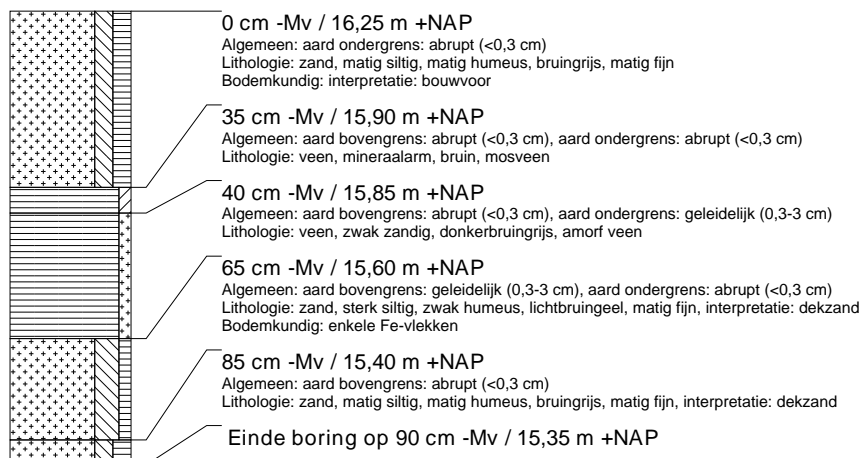 0 cm -Mv / 16,25 m +NAP
Algemeen: aard ondergrens: abrupt (<0,3 cm)
Lithologie: zand, matig siltig, matig humeus, bruingrijs, matig fijn
Bodemkundig: interpretatie: bouwvoor
35 cm -Mv / 15,90 m +NAP
Algemeen: aard bovengrens: abrupt (<0,3 cm), aard ondergrens: abrupt (<0,3 cm)
Lithologie: veen, mineraalarm, bruin, mosveen
40 cm -Mv / 15,85 m +NAP
Algemeen: aard bovengrens: abrupt (<0,3 cm), aard ondergrens: geleidelijk (0,3-3 cm)
Lithologie: veen, zwak zandig, donkerbruingrijs, amorf veen
65 cm -Mv / 15,60 m +NAP
Algemeen: aard bovengrens: geleidelijk (0,3-3 cm), aard ondergrens: abrupt (<0,3 cm)
Lithologie: zand, sterk siltig, zwak humeus, lichtbruingeel, matig fijn, interpretatie: dekzand
Bodemkundig: enkele Fe-vlekken
85 cm -Mv / 15,40 m +NAP
Algemeen: aard bovengrens: abrupt (<0,3 cm)
Lithologie: zand, matig siltig, matig humeus, bruingrijs, matig fijn, interpretatie: dekzand
Einde boring op 90 cm -Mv / 15,35 m +NAP